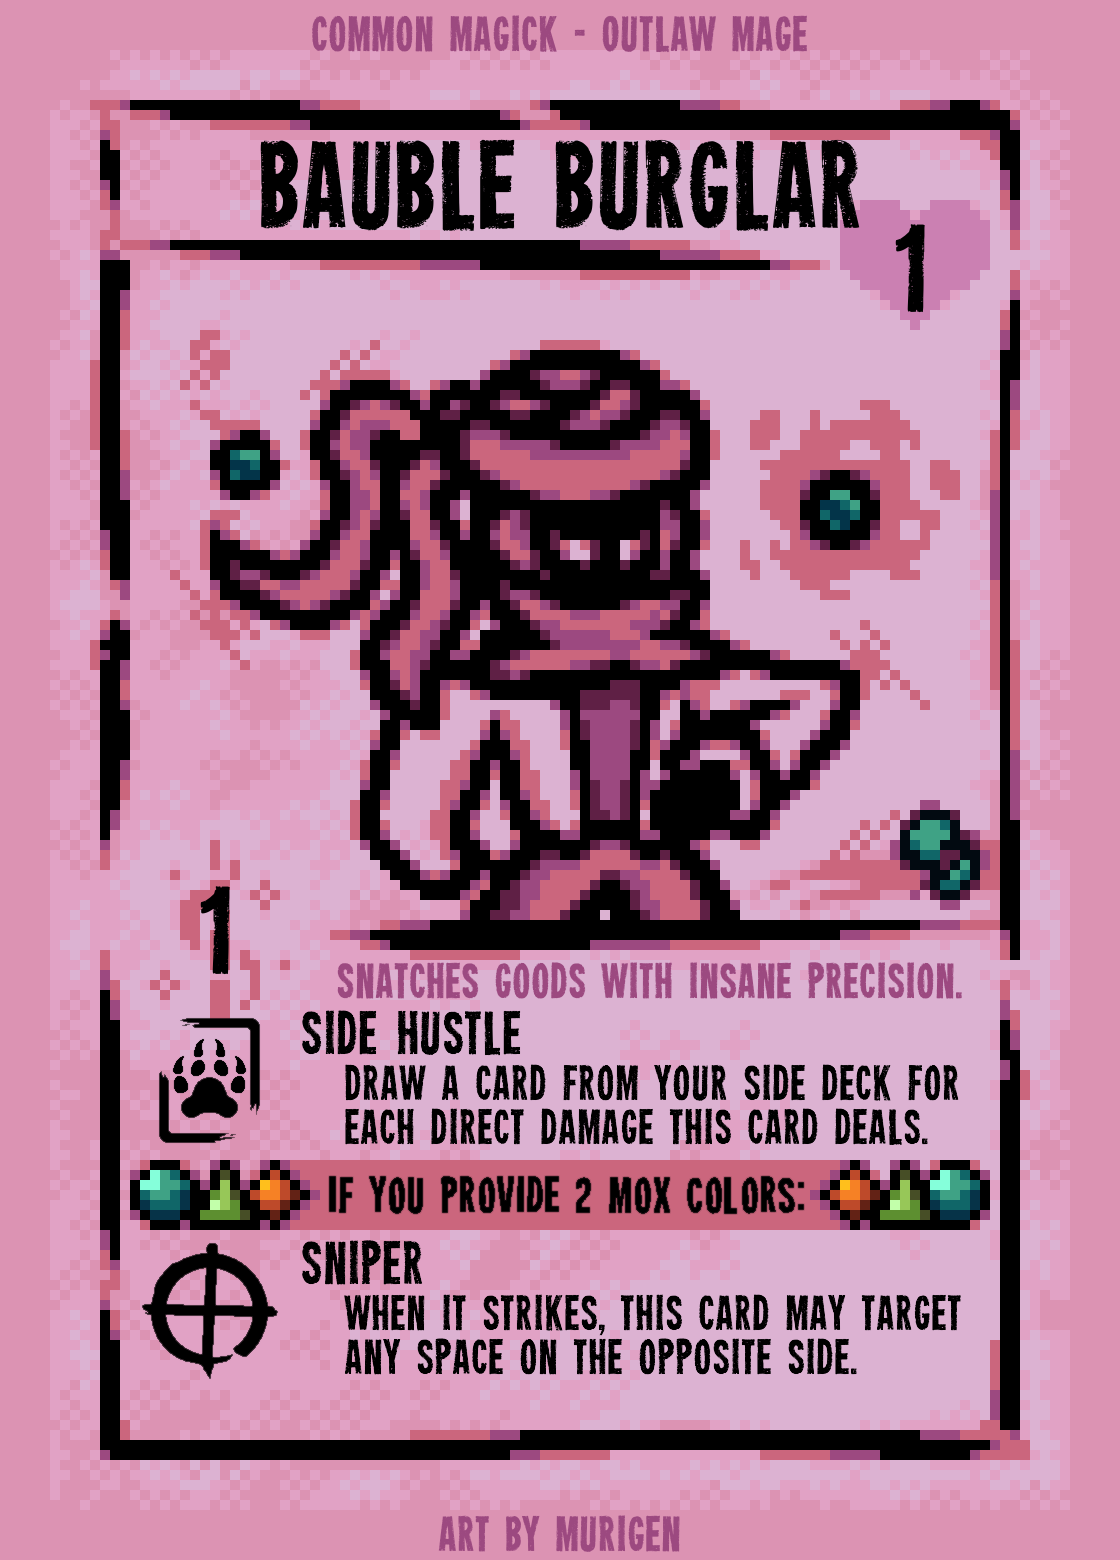 COMMON MAGICK - OUTLAW MAGE
BAUBLE BURGLAR
1
1
SNATCHES GOODS WITH INSANE PRECISION.
SIDE HUSTLE
DRAW A CARD FROM YOUR SIDE DECK FOR
EACH DIRECT DAMAGE THIS CARD DEALS.
IF YOU PROVIDE 2 MOX COLORS:
SNIPER
WHEN IT STRIKES, THIS CARD MAY TARGET
ANY SPACE ON THE OPPOSITE SIDE.
ART BY MURIGEN